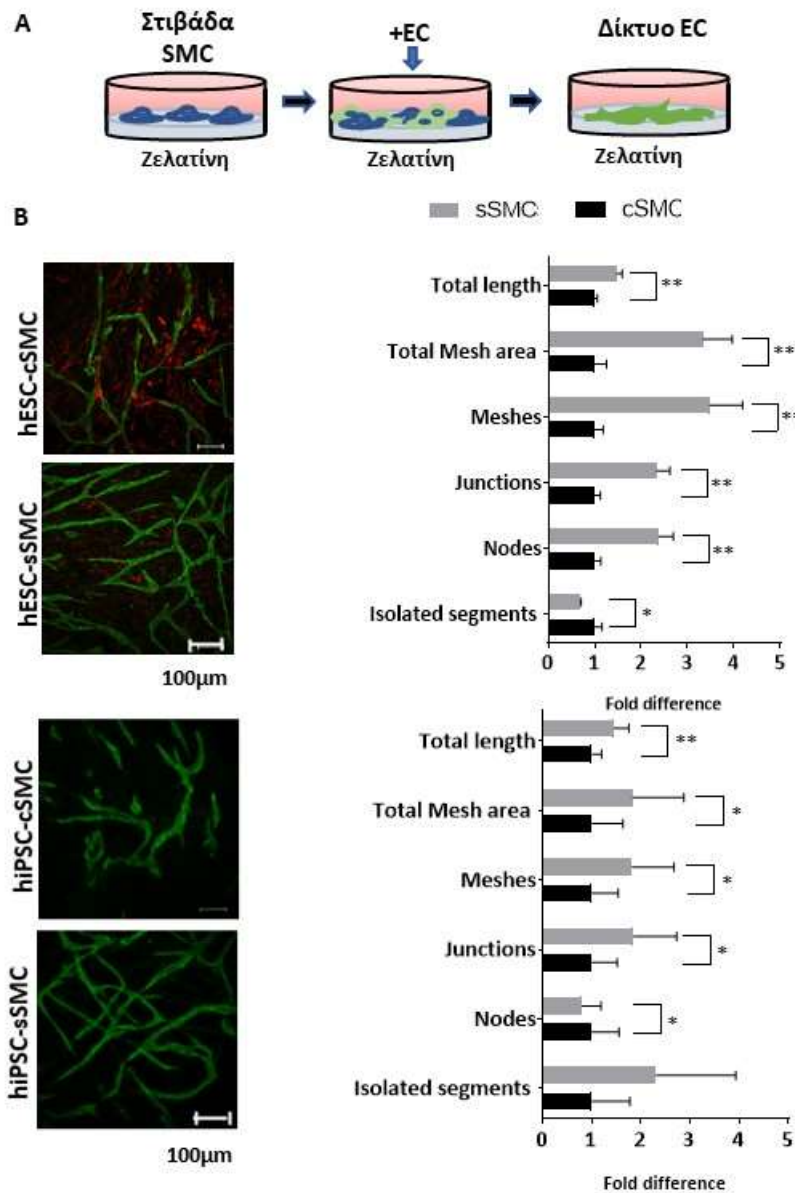 A
Στιβάδα
SMC
+EC
Δίκτυο EC
Ζελατίνη
Ζελατίνη
Ζελατίνη
B
sSMC
cSMC
hESC-cSMC
hESC-sSMC
100μm
Total length
**
Total Mesh area
**
Meshes
**
Junctions
**
Nodes
**
Isolated segments
*
0 1 2 3 4 5
Fold difference
hiPSC-cSMC
hiPSC-sSMC
100μm
Total length
**
Total Mesh area
*
Meshes
*
Junctions
*
Nodes
*
Isolated segments
0 1 2 3 4 5
Fold difference